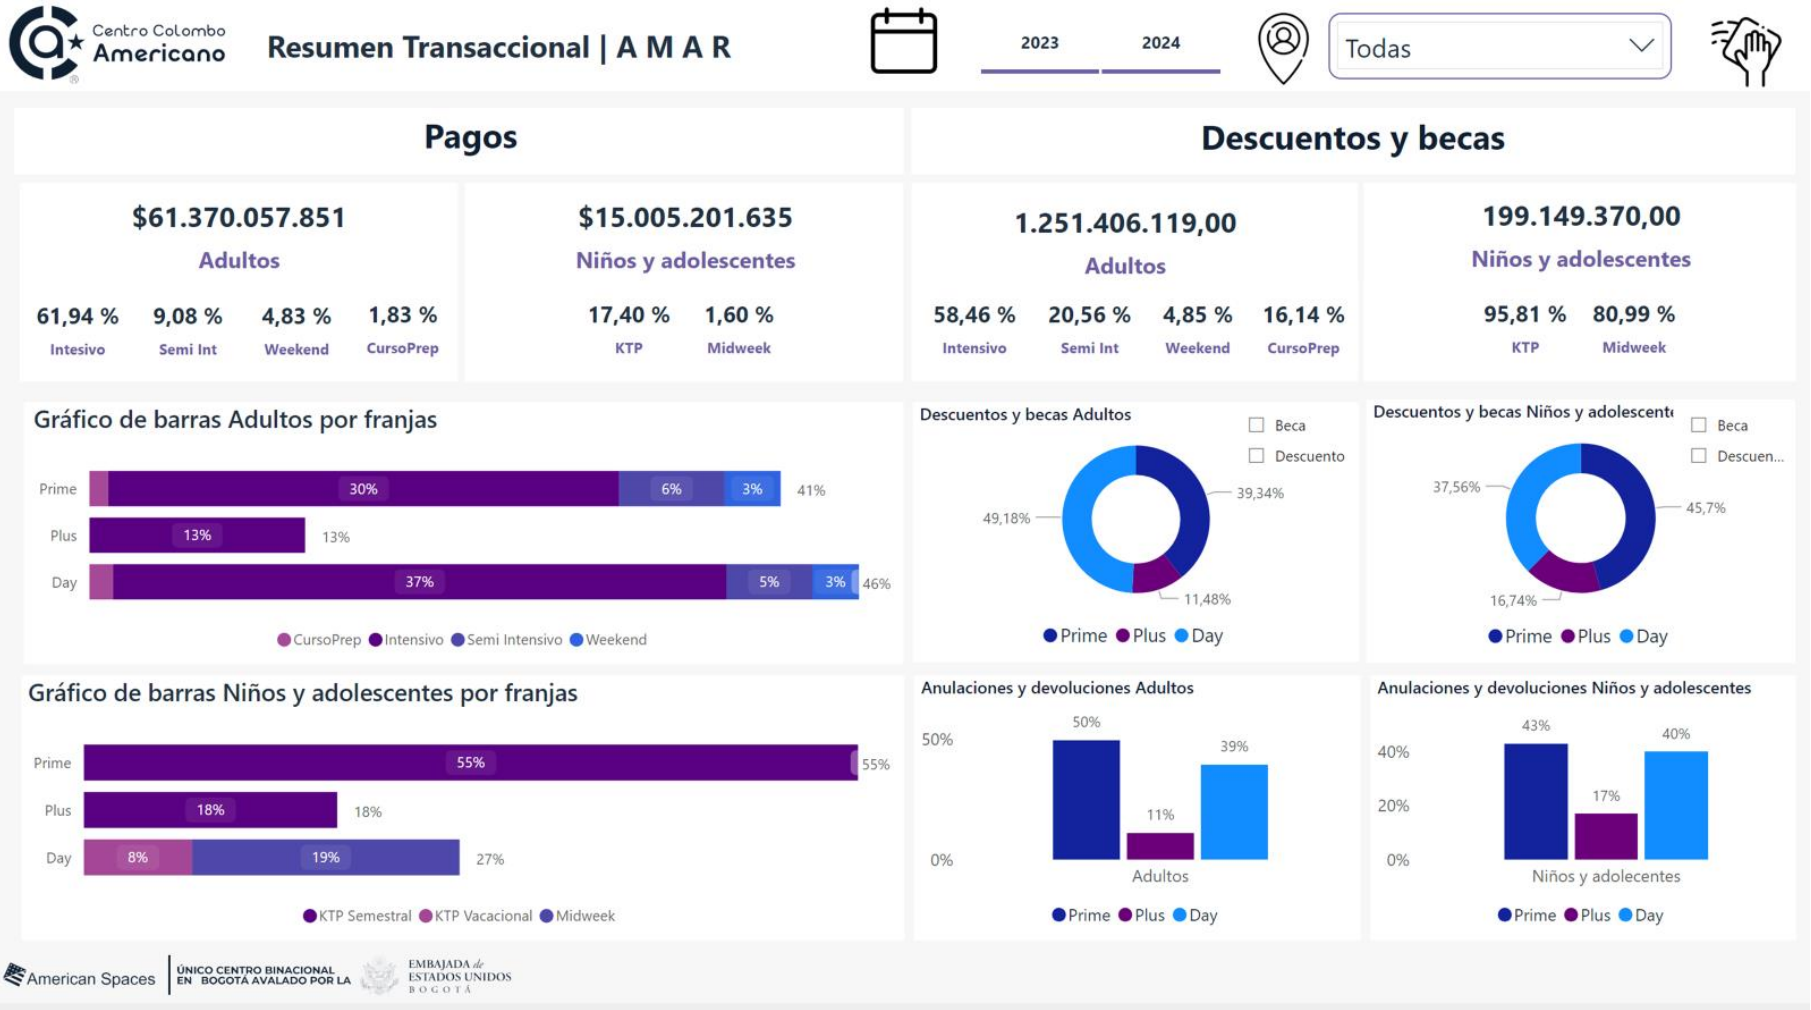 Centro Colombo
Americano
®
Resumen Transaccional | A M A R
2023
2024
Todas
Pagos
$61.370.057.851
Adultos
61,94 %
9,08 %
4,83 %
1,83 %
Intesivo
Semi Int
Weekend
CursoPrep
$15.005.201.635
Niños y adolescentes
17,40 %
1,60 %
KTP
Midweek
Descuentos y becas
1.251.406.119,00
Adultos
58,46 %
20,56 %
4,85 %
16,14 %
Intensivo
Semi Int
Weekend
CursoPrep
199.149.370,00
Niños y adolescentes
95,81 %
80,99 %
KTP
Midweek
Gráfico de barras Adultos por franjas
Prime
30%
6%
3%
41%
Plus
13%
13%
Day
37%
5%
3%
46%
CursoPrep
Intensivo
Semi Intensivo
Weekend
Descuentos y becas Adultos
Beca
Descuento
39,34%
49,18%
11,48%
Prime
Plus
Day
Descuentos y becas Niños y adolescente
Beca
Descuen...
37,56%
45,7%
16,74%
Prime
Plus
Day
Gráfico de barras Niños y adolescentes por franjas
Prime
55%
55%
Plus
18%
18%
Day
8%
19%
27%
KTP Semestral
KTP Vacacional
Midweek
Anulaciones y devoluciones Adultos
50%
0%
50%
11%
39%
Adultos
Prime
Plus
Day
Anulaciones y devoluciones Niños y adolescentes
40%
20%
0%
43%
17%
40%
Niños y adolecentes
Prime
Plus
Day
American Spaces
ÚNICO CENTRO BINACIONAL
EN BOGOTÁ AVALADO POR LA
EMBAJADA de
ESTADOS UNIDOS
BOGOTÁ